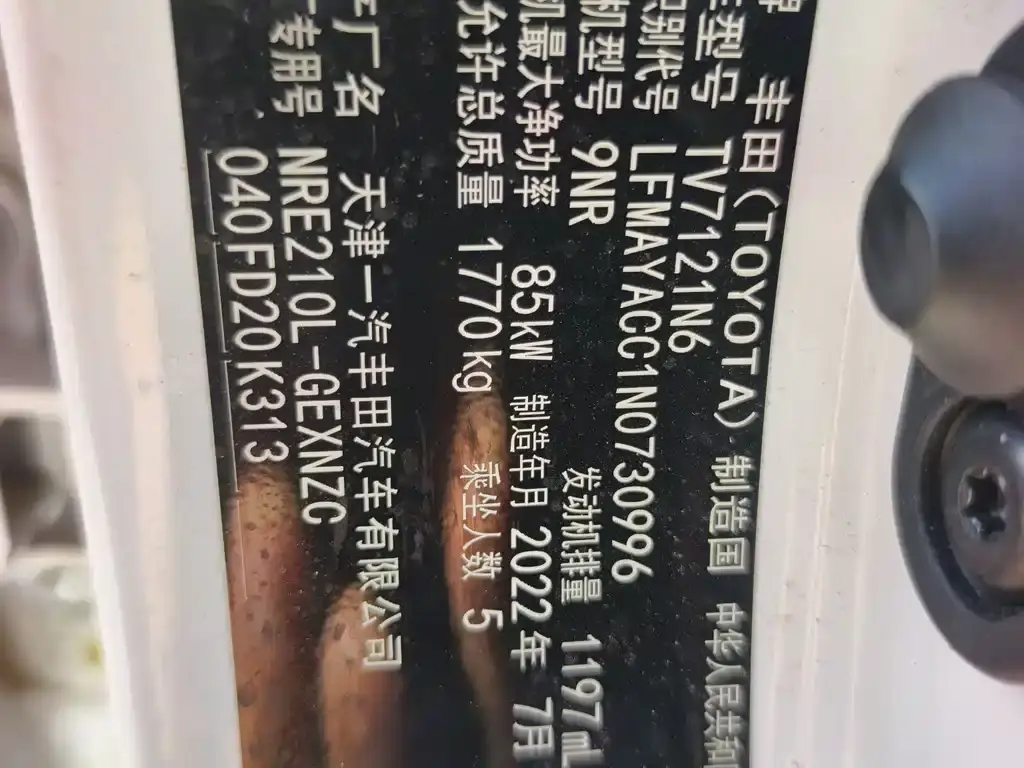 丰田(TOYOTA) 制造国 中华人民共和
型号 TV7121N6
识别代号 LFMAYACC1N0730996
机型号 9NR 发动机排量 1197mL
机最大净功率 85kW 制造年月 2022年 7月
允许总质量 1770kg 乘坐人数 5
厂名 天津一汽丰田汽车有限公司
专用号 NRE210L-GEXNZC
040FD20K313